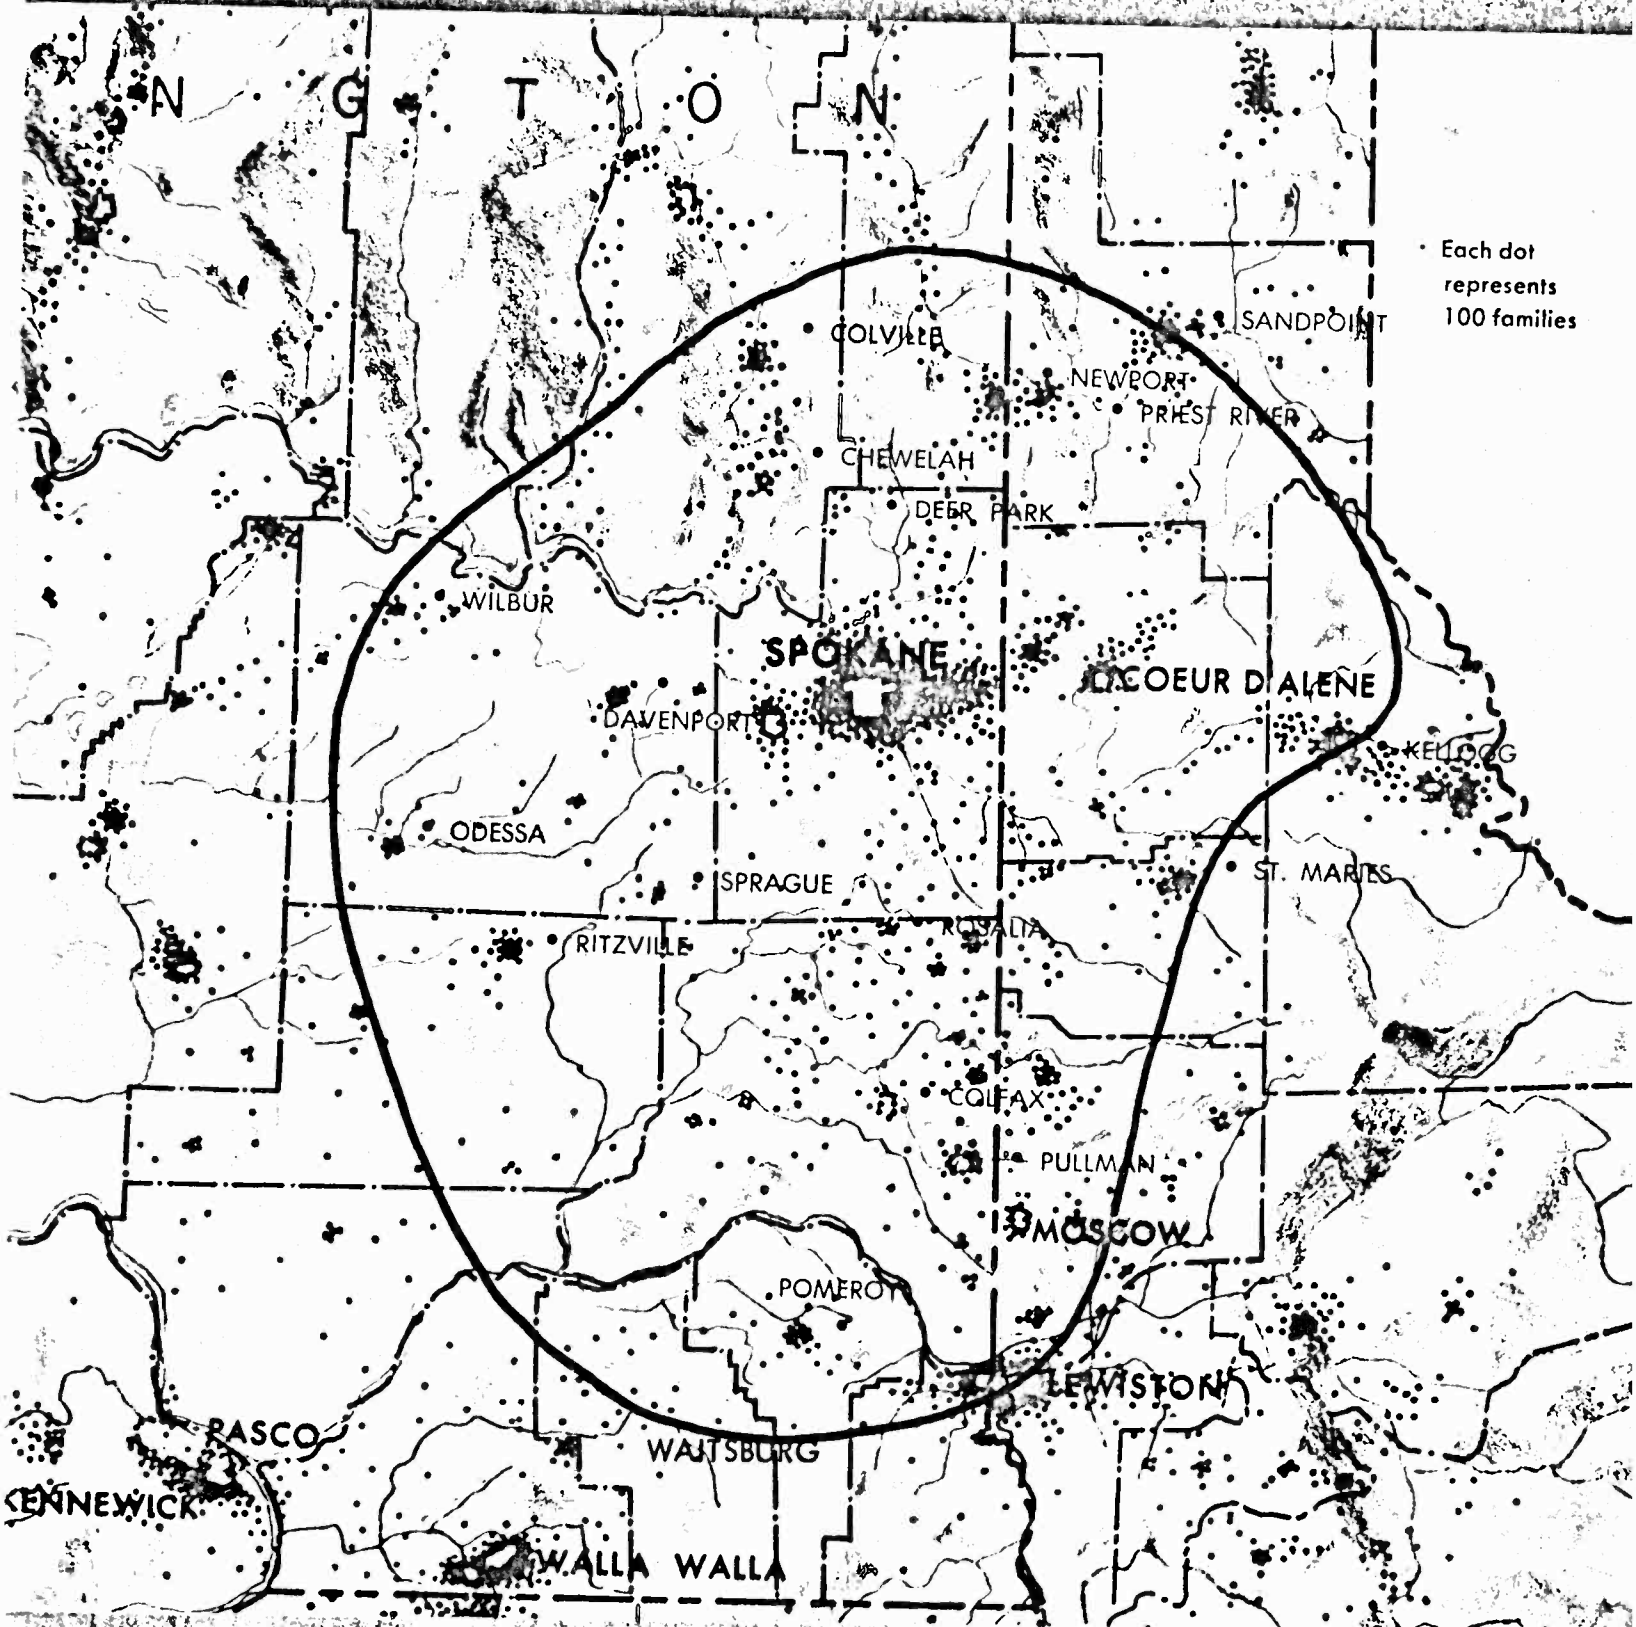 N G T O N
Each dot
represents
100 families
SANDPOINT
COLVILLE
NEWPORT
PRIEST RIVER
CHEWELAH
DEER PARK
WILBUR
SPOKANE
COEUR D'ALENE
DAVENPORT
KELLOGG
ODESSA
ST. MARIES
SPRAGUE
ROSALIA
RITZVILLE
COLFAX
PULLMAN
MOSCOW
POMEROY
LEWISTON
PASCO
WAITSBURG
KENNEWICK
WALLA WALLA